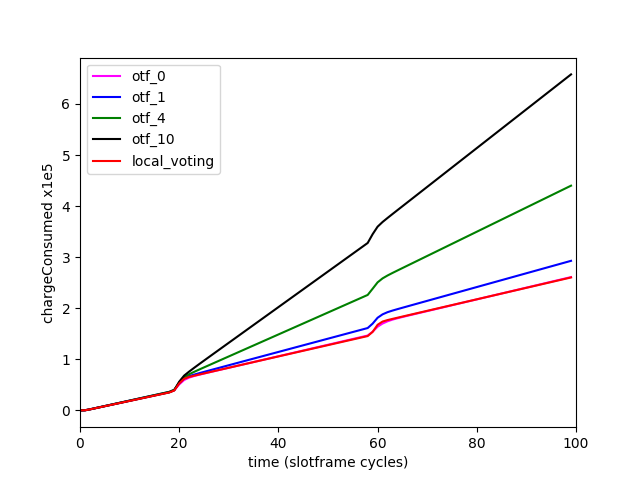 otf_0
otf_1
otf_4
otf_10
local_voting
chargeConsumed x1e5
6
5
4
3
2
1
0
0 20 40 60 80 100
time (slotframe cycles)